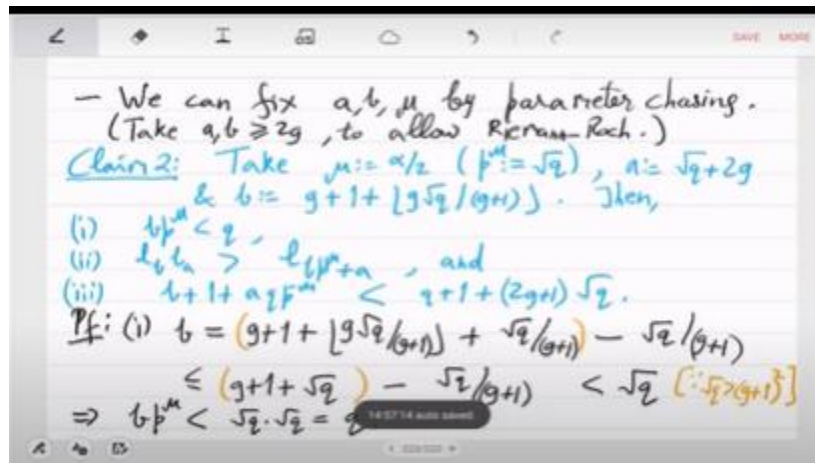 SAVE MORE
— We can fix a, b, μ by parameter chasing.
(Take a, b ⩾ 2g, to allow Riemann Roch.)
Claim 2: Take μ := α/2 (p^μ := √q), a := √q + 2g
& b := g+1+ ⌊g√q/(g+1)⌋. Then,
(i) bp^μ < q,
(ii) l_b l_a > l_{bp^μ+a}, and
(iii) b+1+aqp^{-μ} < q+1+(2g+1)√q.
Pf: (i) b = (g+1+ ⌊g√q/(g+1)⌋ + √q/(g+1)) − √q/(g+1)
≤ (g+1+√q) − √q/(g+1) < √q [∵√q>(g+1)²]
⇒ bp^μ < √q.√q = q
14:57:14 auto saved